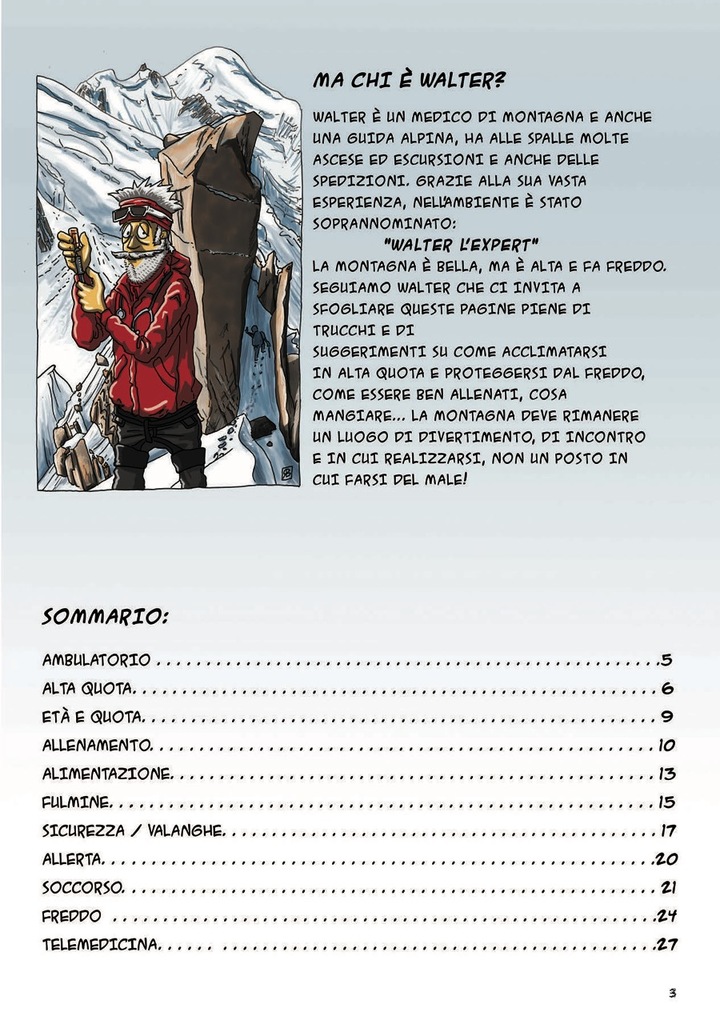 MA CHI È WALTER?
WALTER È UN MEDICO DI MONTAGNA E ANCHE
UNA GUIDA ALPINA, HA ALLE SPALLE MOLTE
ASCESE ED ESCURSIONI E ANCHE DELLE
SPEDIZIONI. GRAZIE ALLA SUA VASTA
ESPERIENZA, NELL'AMBIENTE È STATO
SOPRANNOMINATO:
"WALTER L'EXPERT"
LA MONTAGNA È BELLA, MA È ALTA E FA FREDDO.
SEGUIAMO WALTER CHE CI INVITA A
SFOGLIARE QUESTE PAGINE PIENE DI
TRUCCHI E DI
SUGGERIMENTI SU COME ACCLIMATARSI
IN ALTA QUOTA E PROTEGGERSI DAL FREDDO,
COME ESSERE BEN ALLENATI, COSA
MANGIARE... LA MONTAGNA DEVE RIMANERE
UN LUOGO DI DIVERTIMENTO, DI INCONTRO
E IN CUI REALIZZARSI, NON UN POSTO IN
CUI FARSI DEL MALE!
SOMMARIO:
AMBULATORIO . . . . . . . . . . . . . . . . . . . . . . . . . . . . . . 5
ALTA QUOTA. . . . . . . . . . . . . . . . . . . . . . . . . . . . . . 6
ETÀ E QUOTA. . . . . . . . . . . . . . . . . . . . . . . . . . . . . . 9
ALLENAMENTO. . . . . . . . . . . . . . . . . . . . . . . . . . . . . . 10
ALIMENTAZIONE. . . . . . . . . . . . . . . . . . . . . . . . . . . . . . 13
FULMINE. . . . . . . . . . . . . . . . . . . . . . . . . . . . . . 15
SICUREZZA / VALANGHE. . . . . . . . . . . . . . . . . . . . . . . . . . . . . . 17
ALLERTA. . . . . . . . . . . . . . . . . . . . . . . . . . . . . . 20
SOCCORSO. . . . . . . . . . . . . . . . . . . . . . . . . . . . . . 21
FREDDO . . . . . . . . . . . . . . . . . . . . . . . . . . . . . . 24
TELEMEDICINA. . . . . . . . . . . . . . . . . . . . . . . . . . . . . . 27
3